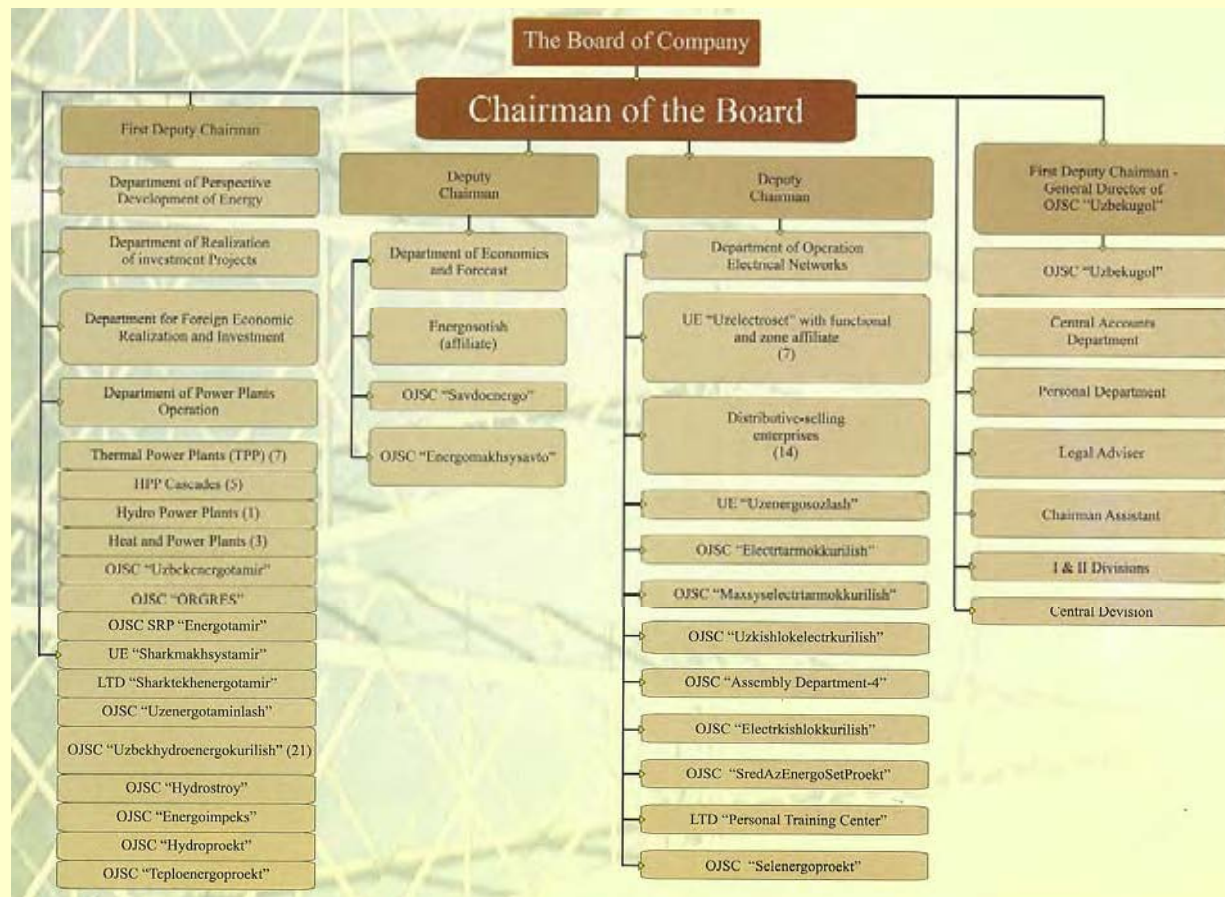 The Board of Company
Chairman of the Board
First Deputy Chairman
Department of Perspective
Development of Energy
Department of Realization
of investment Projects
Department for Foreign Economic
Realization and Investment
Department of Power Plants
Operation
Thermal Power Plants (TPP) (7)
HPP Cascades (5)
Hydro Power Plants (1)
Heat and Power Plants (3)
OJSC “Uzbekenergotamir”
OJSC “ORGRES”
OJSC SRP “Energotamir”
UE “Sharkmakhsystamir”
LTD “Sharktekhenergotamir”
OJSC “Uzenergotaminlash”
OJSC “Uzbekhydroenergokurilish” (21)
OJSC “Hydrostroy”
OJSC “Energoimpeks”
OJSC “Hydroproekt”
OJSC “Teploenergoproekt”
Deputy
Chairman
Department of Economics
and Forecast
Energosotish
(affiliate)
OJSC “Savdoenergo”
OJSC “Energomakhsysavto”
Deputy
Chairman
Department of Operation
Electrical Networks
UE “Uzelectroset” with functional
and zone affiliate
(7)
Distributive-selling
enterprises
(14)
UE “Uzenergosozlash”
OJSC “Electrtarmokkurilish”
OJSC “Maxsyselectrtarmokkurilish”
OJSC “Uzkishlokelectrkurilish”
OJSC “Assembly Department-4”
OJSC “Electrkishlokkurilish”
OJSC “SredAzEnergoSetProekt”
LTD “Personal Training Center”
OJSC “Selenergoproekt”
First Deputy Chairman -
General Director of
OJSC “Uzbekugol”
OJSC “Uzbekugol”
Central Accounts
Department
Personal Department
Legal Adviser
Chairman Assistant
I & II Divisions
Central Devision